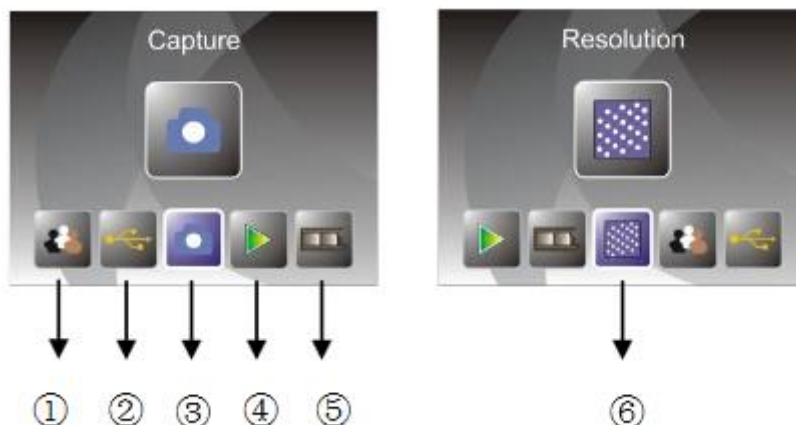 Capture
Resolution
① ② ③ ④ ⑤ ⑥